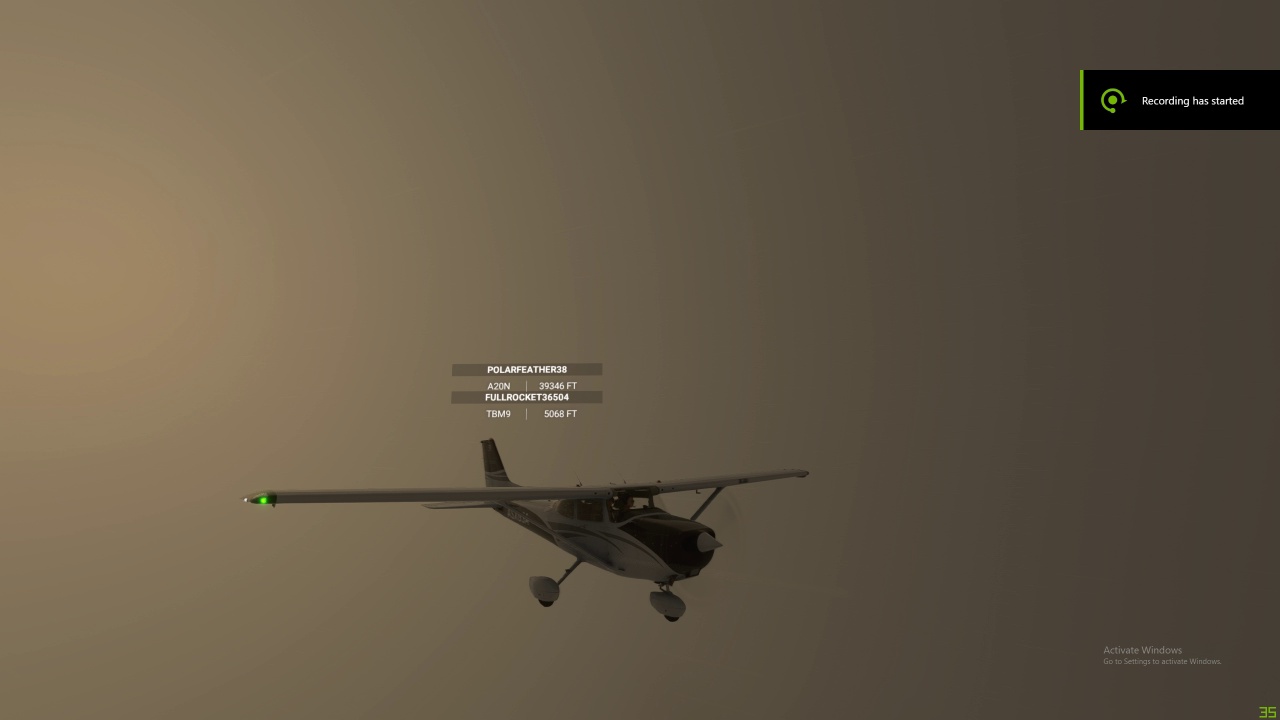 Recording has started
POLARFEATHER38
A20N | 39346 FT
FULLROCKET36504
TBM9 | 5068 FT
Activate Windows
Go to Settings to activate Windows.
35